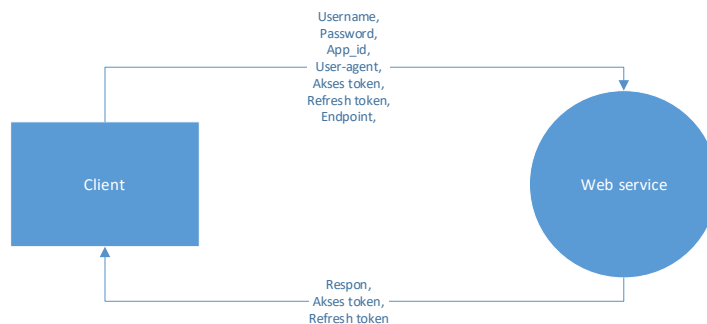 Username,
Password,
App_id,
User-agent,
Akses token,
Refresh token,
Endpoint,
Client
Web service
Respon,
Akses token,
Refresh token